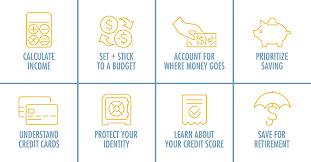 CALCULATE
INCOME
SET + STICK
TO A BUDGET
ACCOUNT FOR
WHERE MONEY GOES
PRIORITIZE
SAVING
UNDERSTAND
CREDIT CARDS
PROTECT YOUR
IDENTITY
LEARN ABOUT
YOUR CREDIT SCORE
SAVE FOR
RETIREMENT